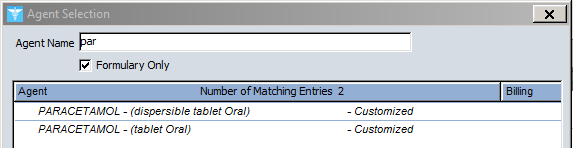 Agent Selection
Agent Name par
Formulary Only
Agent Number of Matching Entries 2 Billing
PARACETAMOL - (dispersible tablet Oral) - Customized
PARACETAMOL - (tablet Oral) - Customized